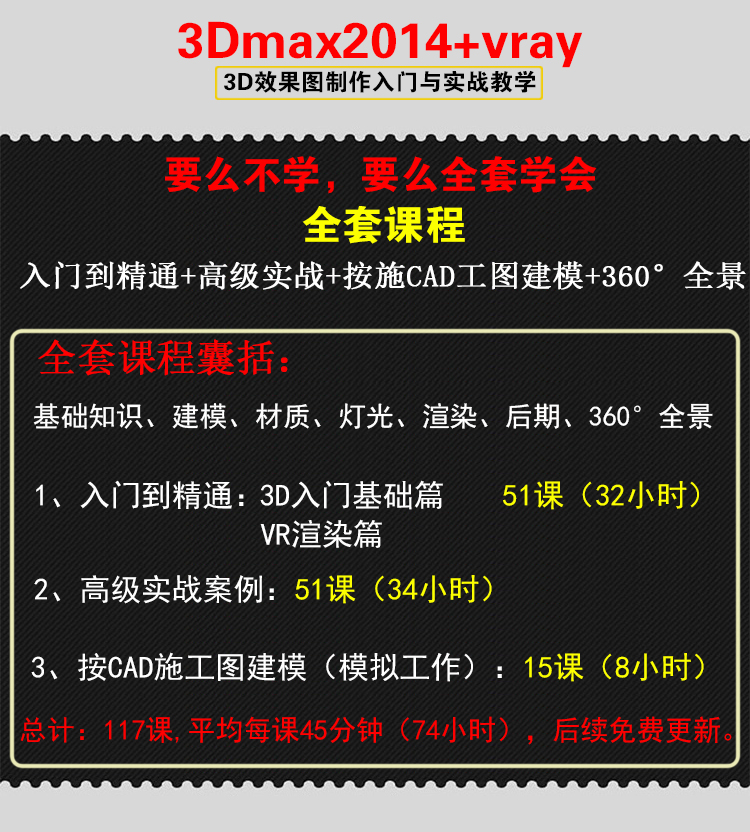 3Dmax2014+vray
3D效果图制作入门与实战教学
要么不学，要么全套学会
全套课程
入门到精通+高级实战+按施CAD工图建模+360°全景
全套课程囊括：
基础知识、建模、材质、灯光、渲染、后期、360°全景
1、入门到精通：3D入门基础篇 51课（32小时）
VR渲染篇
2、高级实战案例：51课（34小时）
3、按CAD施工图建模（模拟工作）：15课（8小时）
总计：117课,平均每课45分钟（74小时），后续免费更新。